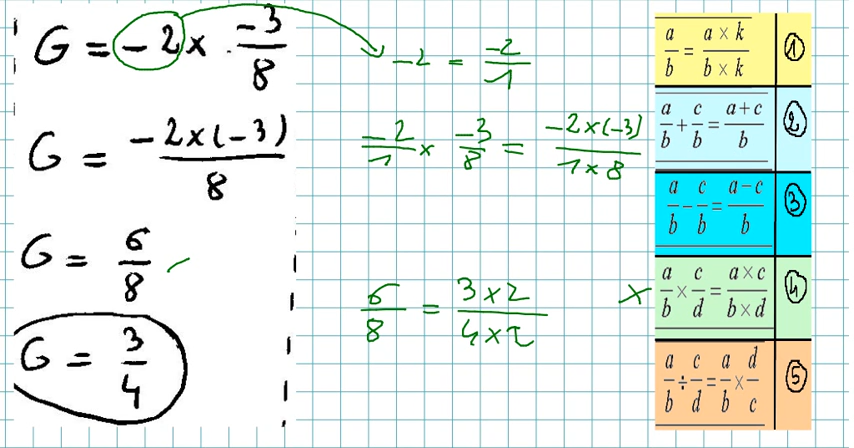 G = -2 × -3/8
G = -2×(-3)/8
G = 6/8
G = 3/4
-2 = -2/1
-2/1 × -3/8 = -2×(-3)/1×8
6/8 = 3×2/4×2
a/b = a×k/b×k ①
a/b + c/b = a+c/b ②
a/b - c/b = a-c/b ③
× a/b × c/d = a×c/b×d ④
a/b ÷ c/d = a/b × d/c ⑤